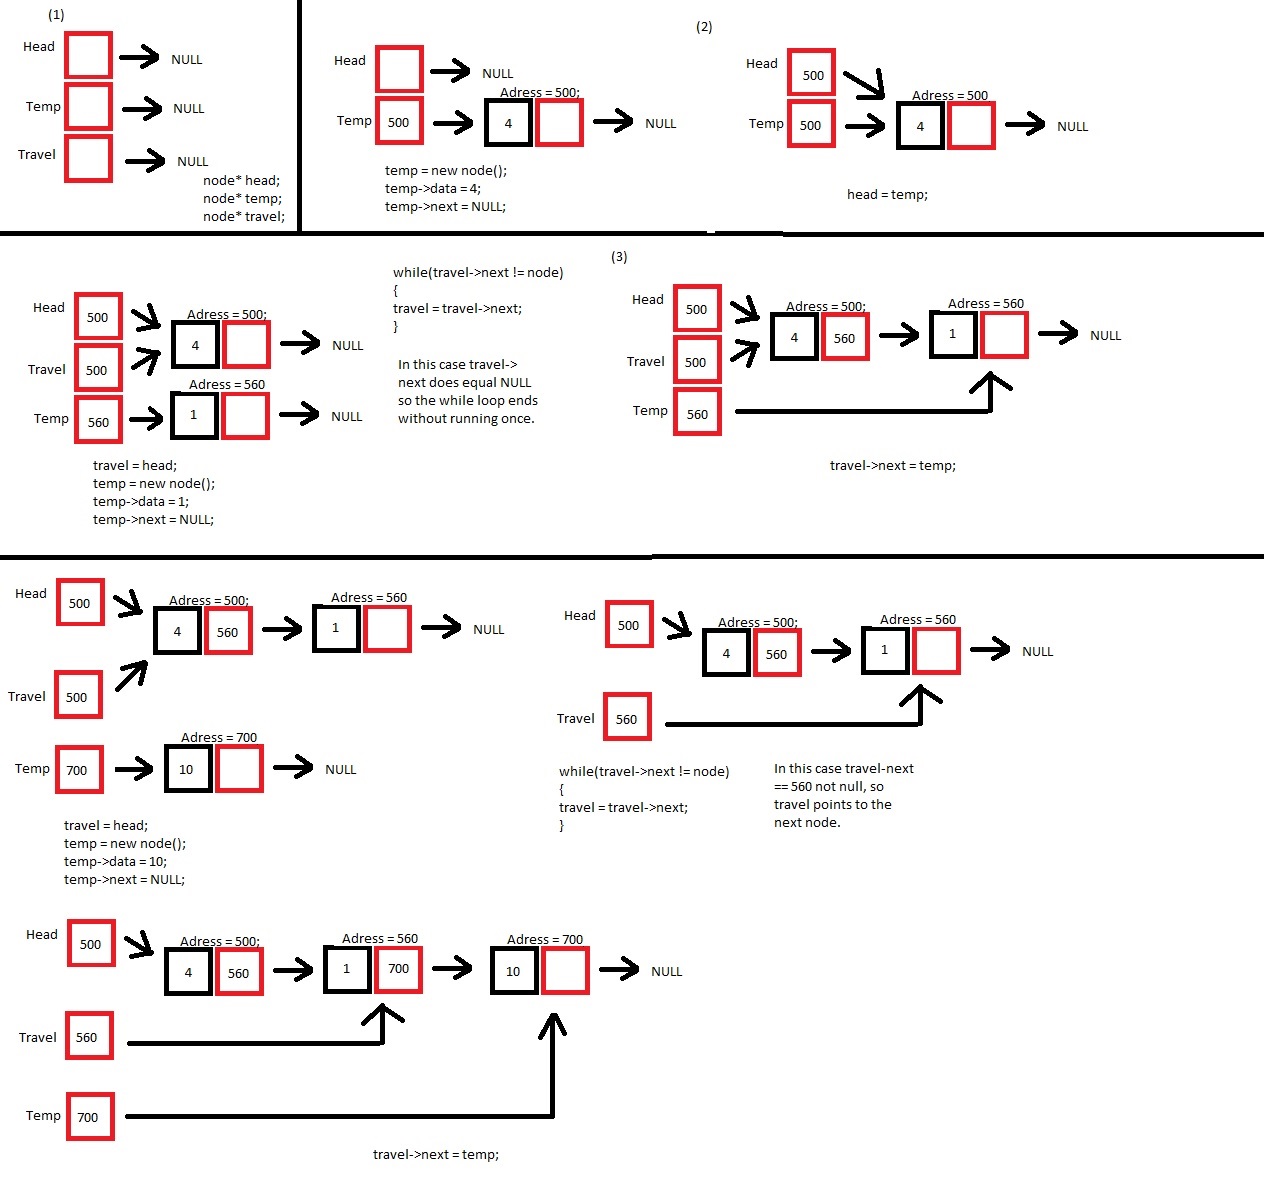 (1)
Head
NULL
Temp
NULL
Travel
NULL
node* head;
node* temp;
node* travel;
Head
NULL
Adress = 500;
Temp
500
4
NULL
temp = new node();
temp->data = 4;
temp->next = NULL;
(2)
Head
500
Adress = 500
Temp
500
4
NULL
head = temp;
Head
500
Adress = 500;
4
NULL
Travel
500
Adress = 560
Temp
560
1
NULL
travel = head;
temp = new node();
temp->data = 1;
temp->next = NULL;
while(travel->next != node)
{
travel = travel->next;
}
In this case travel->
next does equal NULL
so the while loop ends
without running once.
(3)
Head
500
Adress = 500;
Adress = 560
4
560
1
NULL
Travel
500
Temp
560
travel->next = temp;
Head
500
Adress = 500;
Adress = 560
4
560
1
NULL
Travel
500
Adress = 700
Temp
700
10
NULL
travel = head;
temp = new node();
temp->data = 10;
temp->next = NULL;
Head
500
Adress = 500;
Adress = 560
4
560
1
NULL
Travel
560
while(travel->next != node)
{
travel = travel->next;
}
In this case travel-next
== 560 not null, so
travel points to the
next node.
Head
500
Adress = 500;
Adress = 560
Adress = 700
4
560
1
700
10
NULL
Travel
560
Temp
700
travel->next = temp;